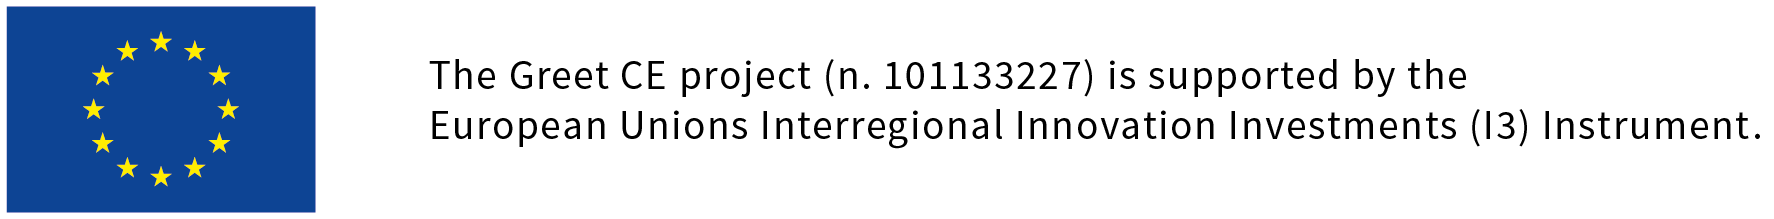 The Greet CE project (n. 101133227) is supported by the
European Unions Interregional Innovation Investments (I3) Instrument.